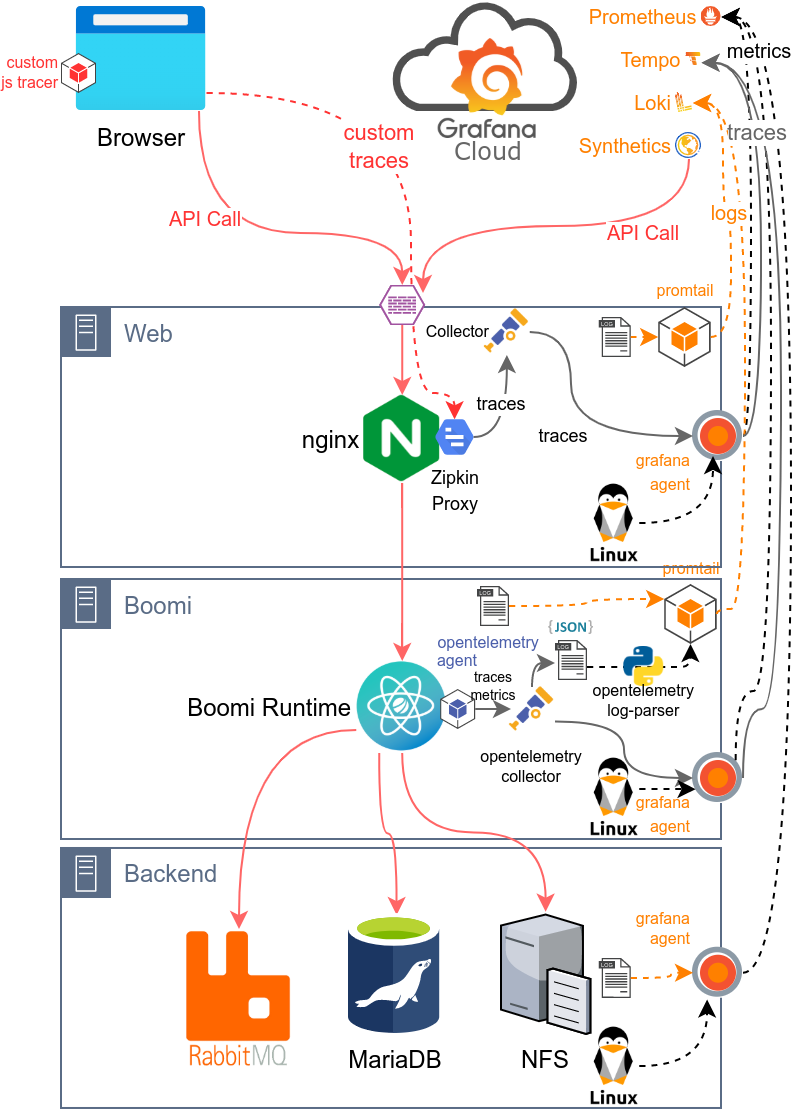 Prometheus
metrics
Tempo
custom
js tracer
Loki
Browser
custom
traces
Grafana
Cloud
traces
Synthetics
API Call
API Call
logs
promtail
Web
Collector
LOG
traces
traces
nginx
N
Zipkin
Proxy
grafana
agent
Linux
Boomi
promtail
LOG
{JSON}
LOG
opentelemetry
agent
traces
metrics
opentelemetry
log-parser
Boomi Runtime
opentelemetry
collector
grafana
agent
Linux
Backend
grafana
agent
LOG
RabbitMQ
MariaDB
NFS
Linux